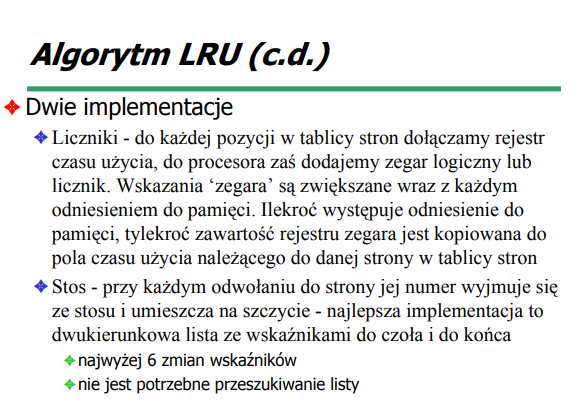 Algorytm LRU (c.d.)
Dwie implementacje
Liczniki - do każdej pozycji w tablicy stron dołączamy rejestr
czasu użycia, do procesora zaś dodajemy zegar logiczny lub
licznik. Wskazania ‘zegara’ są zwiększane wraz z każdym
odniesieniem do pamięci. Ilekroć występuje odniesienie do
pamięci, tylekroć zawartość rejestru zegara jest kopiowana do
pola czasu użycia należącego do danej strony w tablicy stron
Stos - przy każdym odwołaniu do strony jej numer wyjmuje się
ze stosu i umieszcza na szczycie - najlepsza implementacja to
dwukierunkowa lista ze wskaźnikami do czoła i do końca
najwyżej 6 zmian wskaźników
nie jest potrzebne przeszukiwanie listy